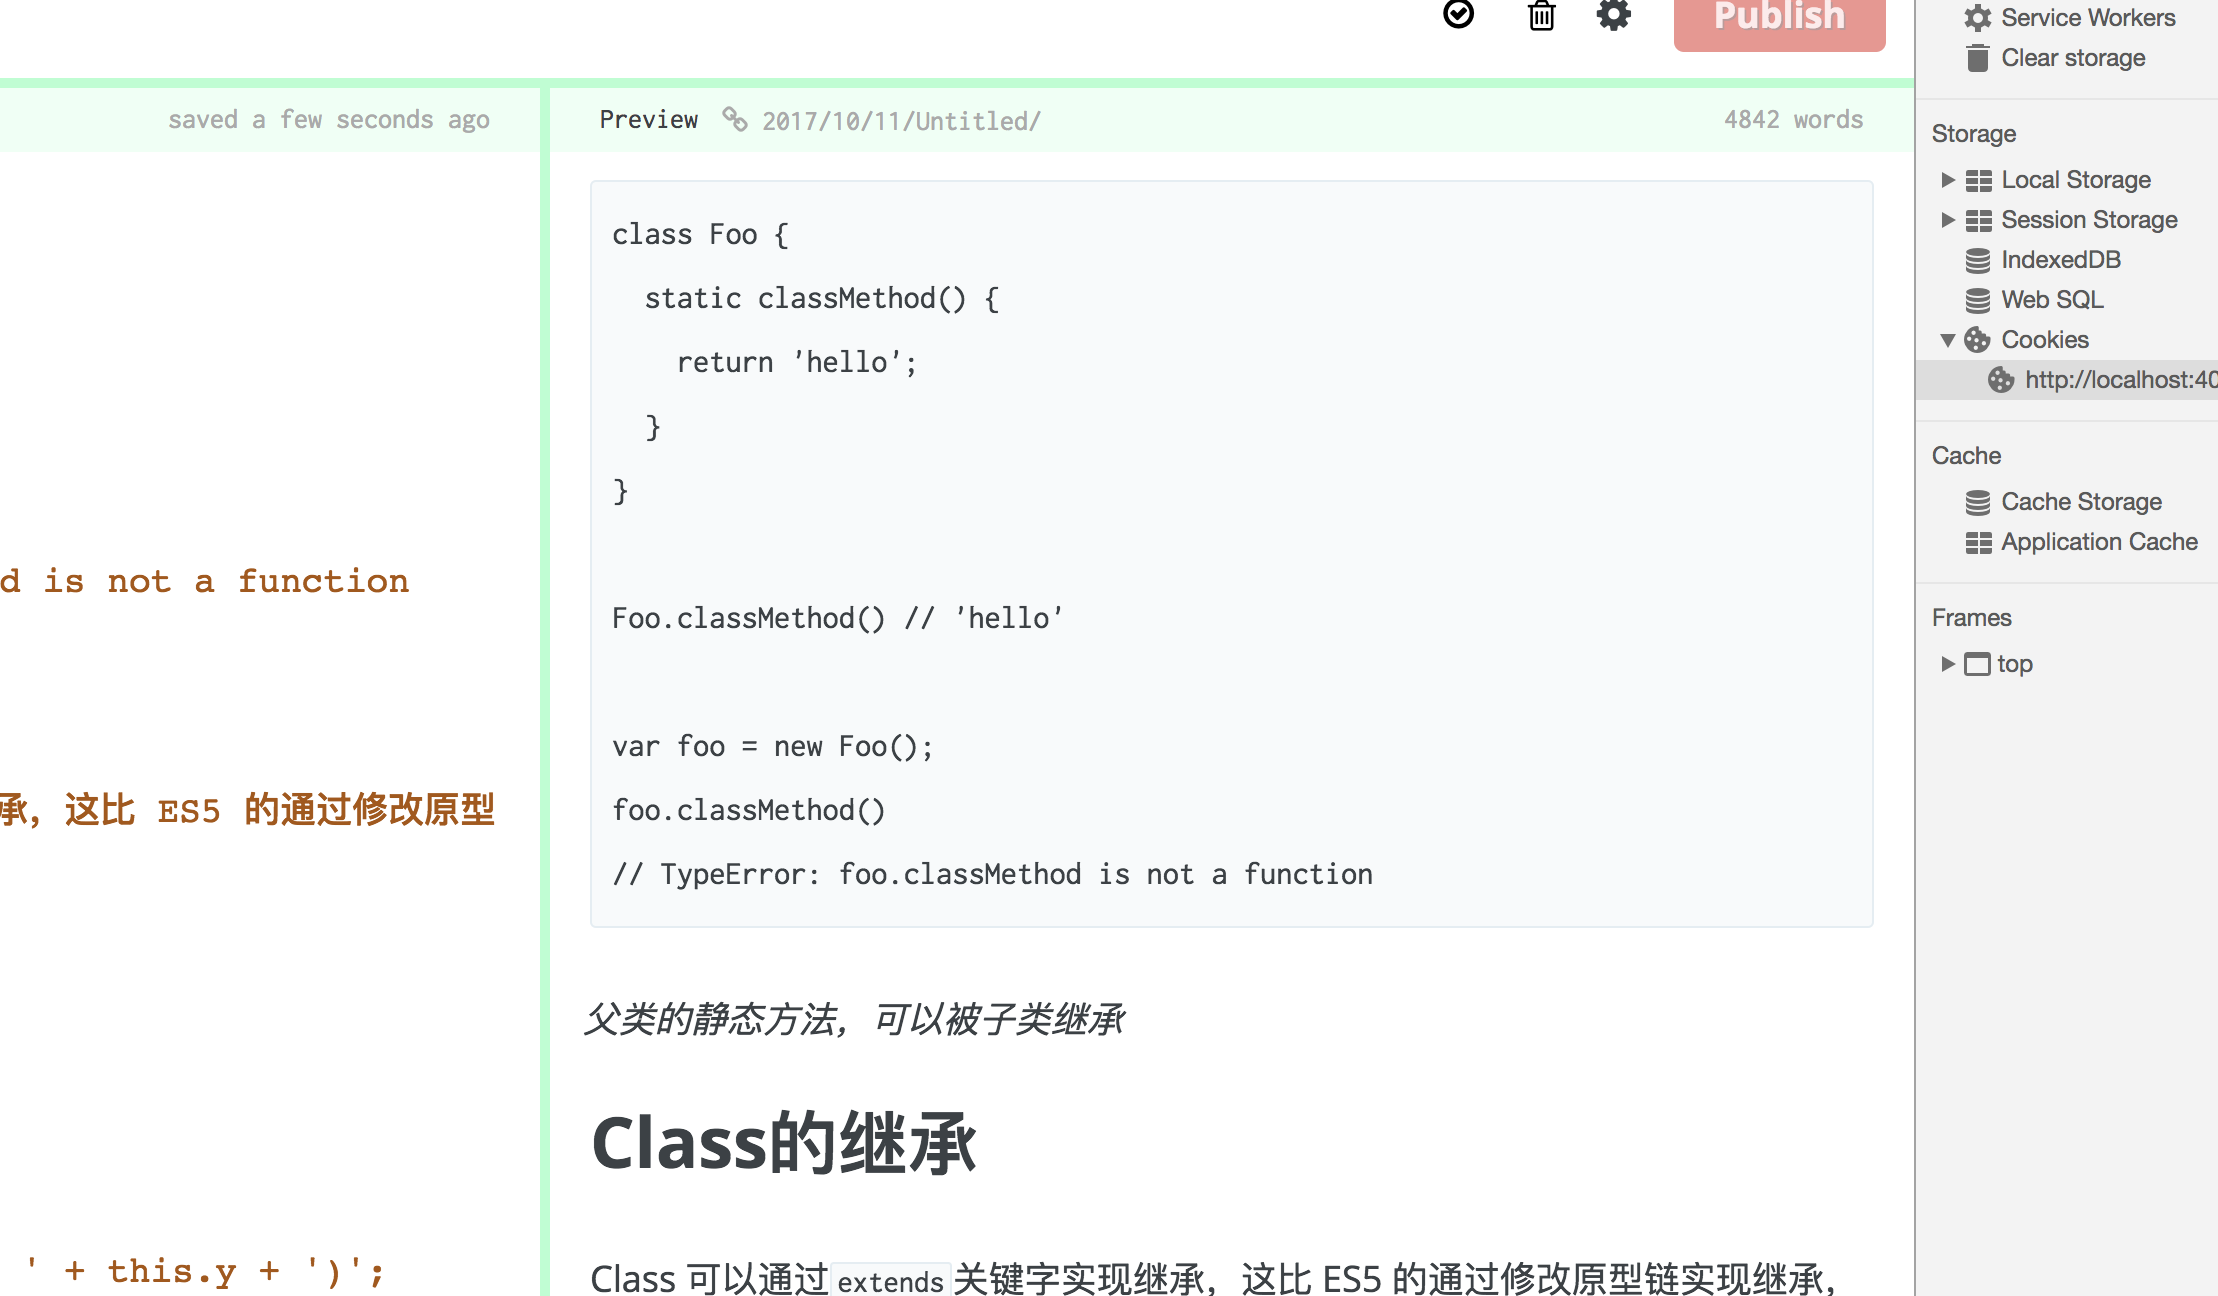 Publish
saved a few seconds ago
d is not a function
承，这比 ES5 的通过修改原型
' + this.y + ')';
Preview 2017/10/11/Untitled/ 4842 words
class Foo {
  static classMethod() {
    return 'hello';
  }
}
Foo.classMethod() // 'hello'
var foo = new Foo();
foo.classMethod()
// TypeError: foo.classMethod is not a function
父类的静态方法，可以被子类继承
Class的继承
Class 可以通过extends关键字实现继承，这比 ES5 的通过修改原型链实现继承，
Service Workers
Clear storage
Storage
Local Storage
Session Storage
IndexedDB
Web SQL
Cookies
http://localhost:40
Cache
Cache Storage
Application Cache
Frames
top